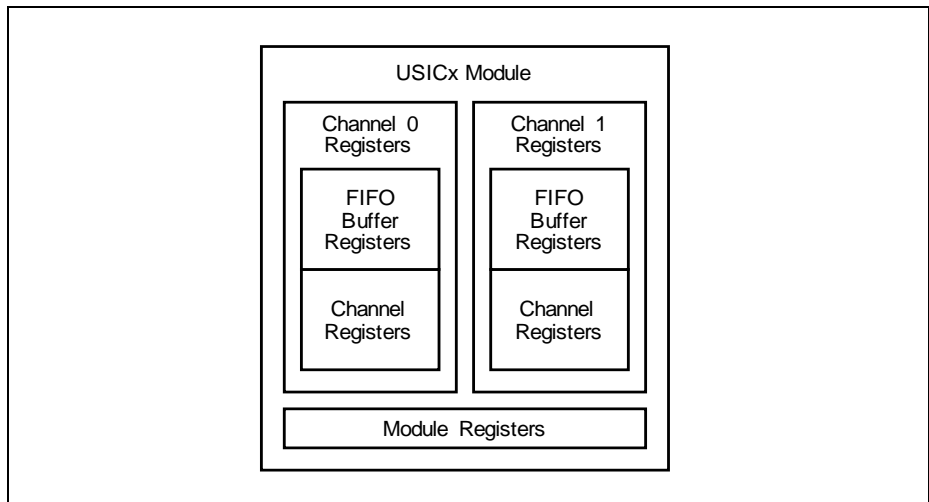 USICx Module
Channel 0
Registers
FIFO
Buffer
Registers
Channel
Registers
Channel 1
Registers
FIFO
Buffer
Registers
Channel
Registers
Module Registers